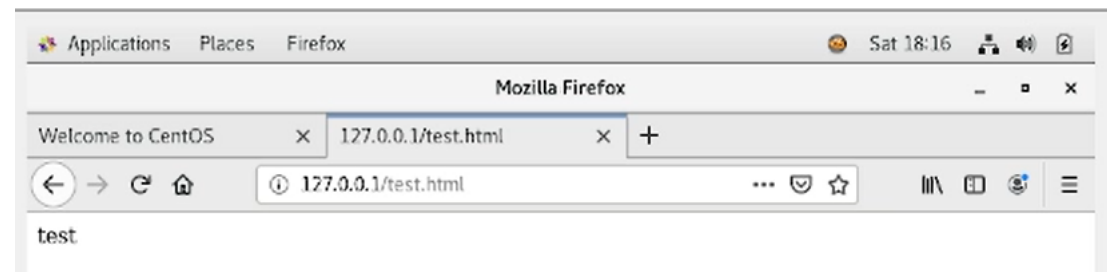 Applications Places Firefox Sat 18:16
Mozilla Firefox
Welcome to CentOS 127.0.0.1/test.html
127.0.0.1/test.html
test